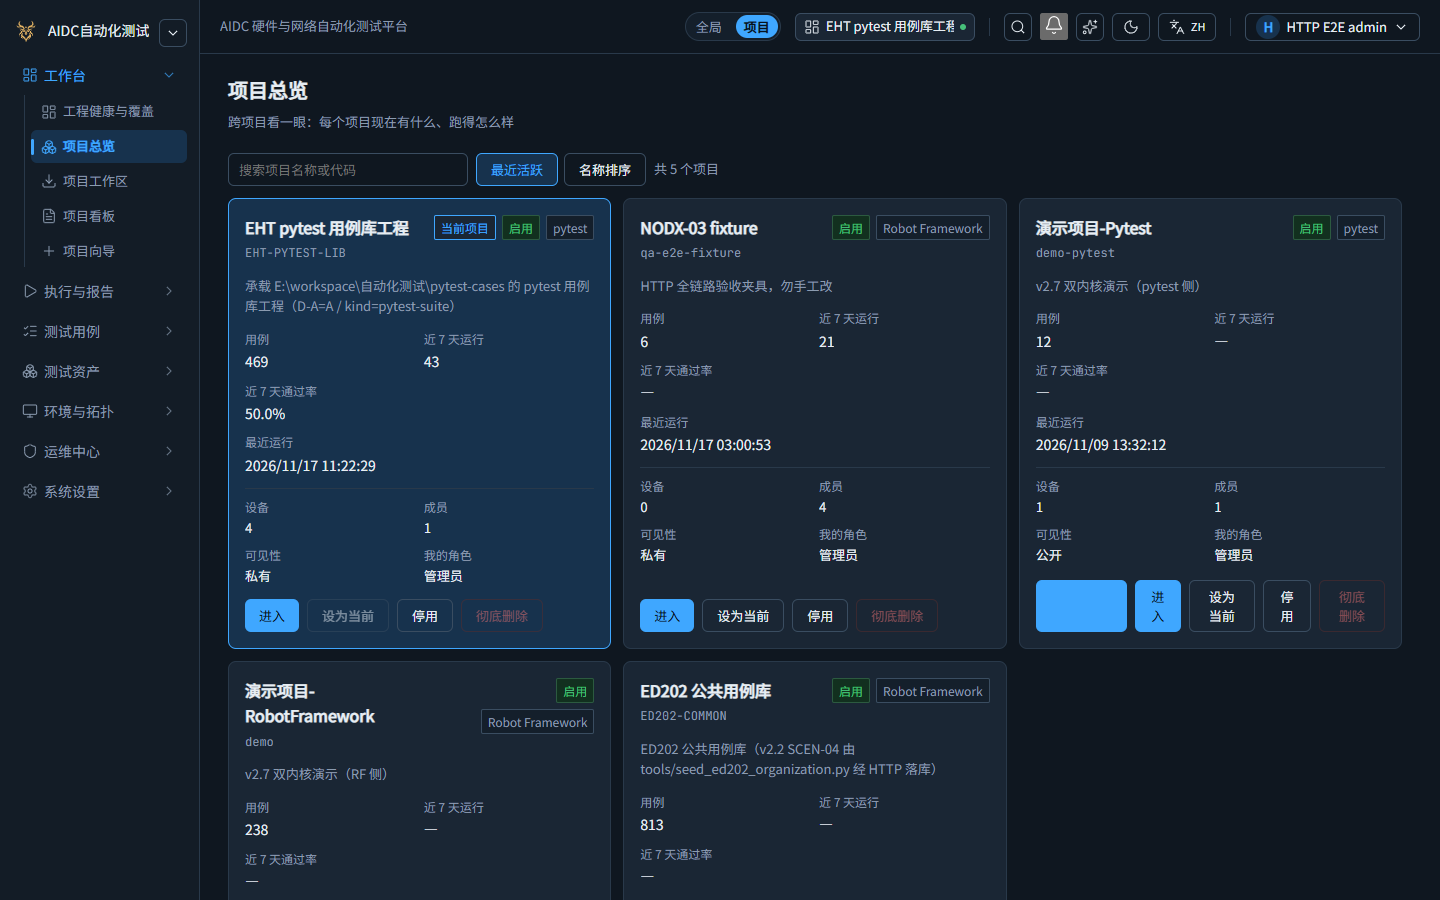 AIDC自动化测试
工作台
工程健康与覆盖
项目总览
项目工作区
项目看板
项目向导
执行与报告
测试用例
测试资产
环境与拓扑
运维中心
系统设置
AIDC 硬件与网络自动化测试平台
全局
项目
EHT pytest 用例库工程
ZH
H
HTTP E2E admin
项目总览
跨项目看一眼：每个项目现在有什么、跑得怎么样
搜索项目名称或代码
最近活跃
名称排序
共 5 个项目
EHT pytest 用例库工程
当前项目
启用
pytest
EHT-PYTEST-LIB
承载 E:\workspace\自动化测试\pytest-cases 的 pytest 用例
库工程（D-A=A / kind=pytest-suite）
用例
近 7 天运行
469
43
近 7 天通过率
50.0%
最近运行
2026/11/17 11:22:29
设备
成员
4
1
可见性
我的角色
私有
管理员
进入
设为当前
停用
彻底删除
NODX-03 fixture
启用
Robot Framework
qa-e2e-fixture
HTTP 全链路验收夹具，勿手工改
用例
近 7 天运行
6
21
近 7 天通过率
—
最近运行
2026/11/17 03:00:53
设备
成员
0
4
可见性
我的角色
私有
管理员
进入
设为当前
停用
彻底删除
演示项目-Pytest
启用
pytest
demo-pytest
v2.7 双内核演示（pytest 侧）
用例
近 7 天运行
12
—
近 7 天通过率
—
最近运行
2026/11/09 13:32:12
设备
成员
1
1
可见性
我的角色
公开
管理员
进
入
设为
当前
停
用
彻底
删除
演示项目-
RobotFramework
启用
Robot Framework
demo
v2.7 双内核演示（RF 侧）
用例
近 7 天运行
238
—
近 7 天通过率
—
ED202 公共用例库
启用
Robot Framework
ED202-COMMON
ED202 公共用例库（v2.2 SCEN-04 由
tools/seed_ed202_organization.py 经 HTTP 落库）
用例
近 7 天运行
813
—
近 7 天通过率
—